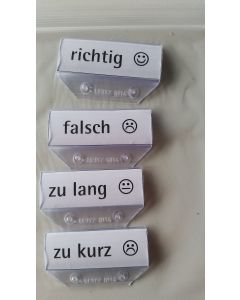 richtig ☺
falsch ☹
zu lang 😐
zu kurz ☹